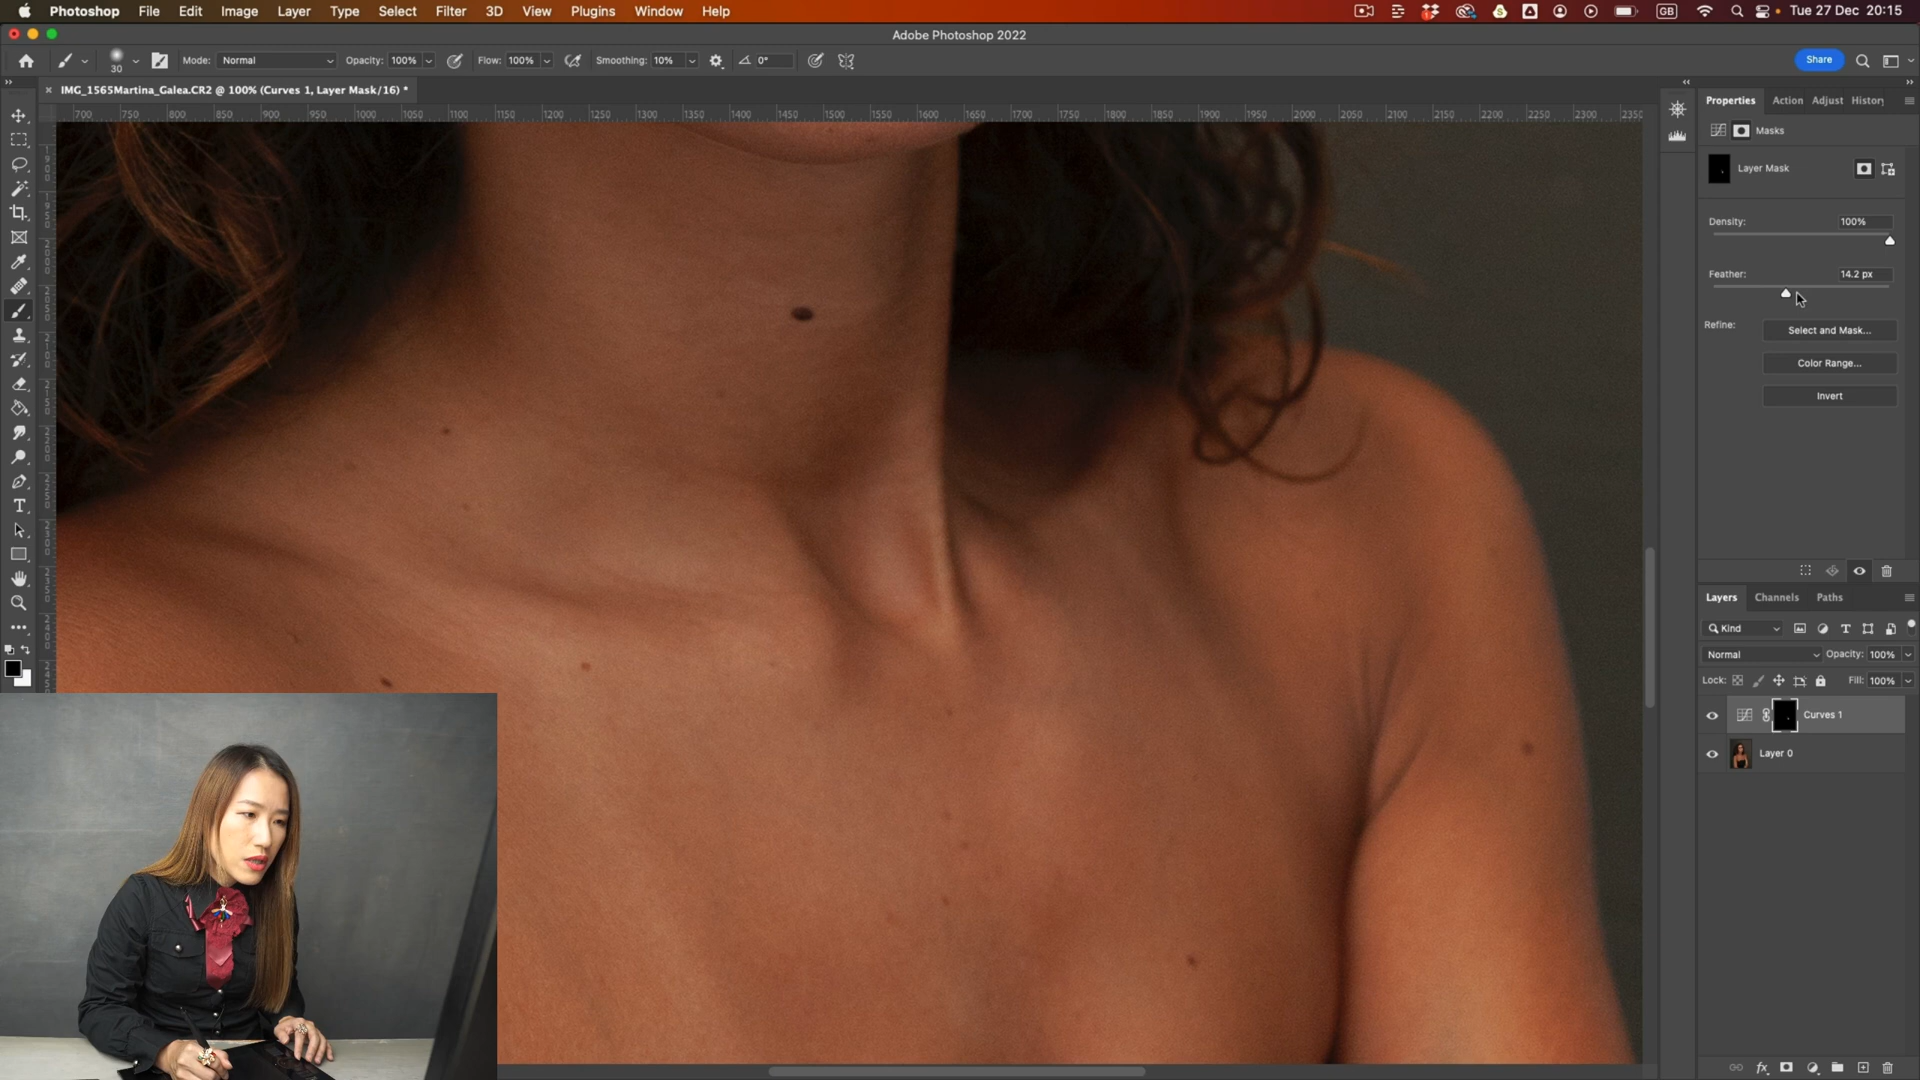 Photoshop File Edit Image Layer Type Select Filter 3D View Plugins Window Help GB Tue 27 Dec 20:15
Adobe Photoshop 2022
30 Mode: Normal Opacity: 100% Flow: 100% Smoothing: 10% 0° Share
IMG_1565Martina_Galea.CR2 @ 100% (Curves 1, Layer Mask/16) *
700 750 800 850 900 950 1000 1050 1100 1150 1200 1250 1300 1350 1400 1450 1500 1550 1600 1650 1700 1750 1800 1850 1900 1950 2000 2050 2100 2150 2200 2250 2300 2350
Properties Action Adjust History
Masks
Layer Mask
Density: 100%
Feather: 14.2 px
Refine: Select and Mask...
Color Range...
Invert
Layers Channels Paths
Kind
Normal Opacity: 100%
Lock: Fill: 100%
Curves 1
Layer 0